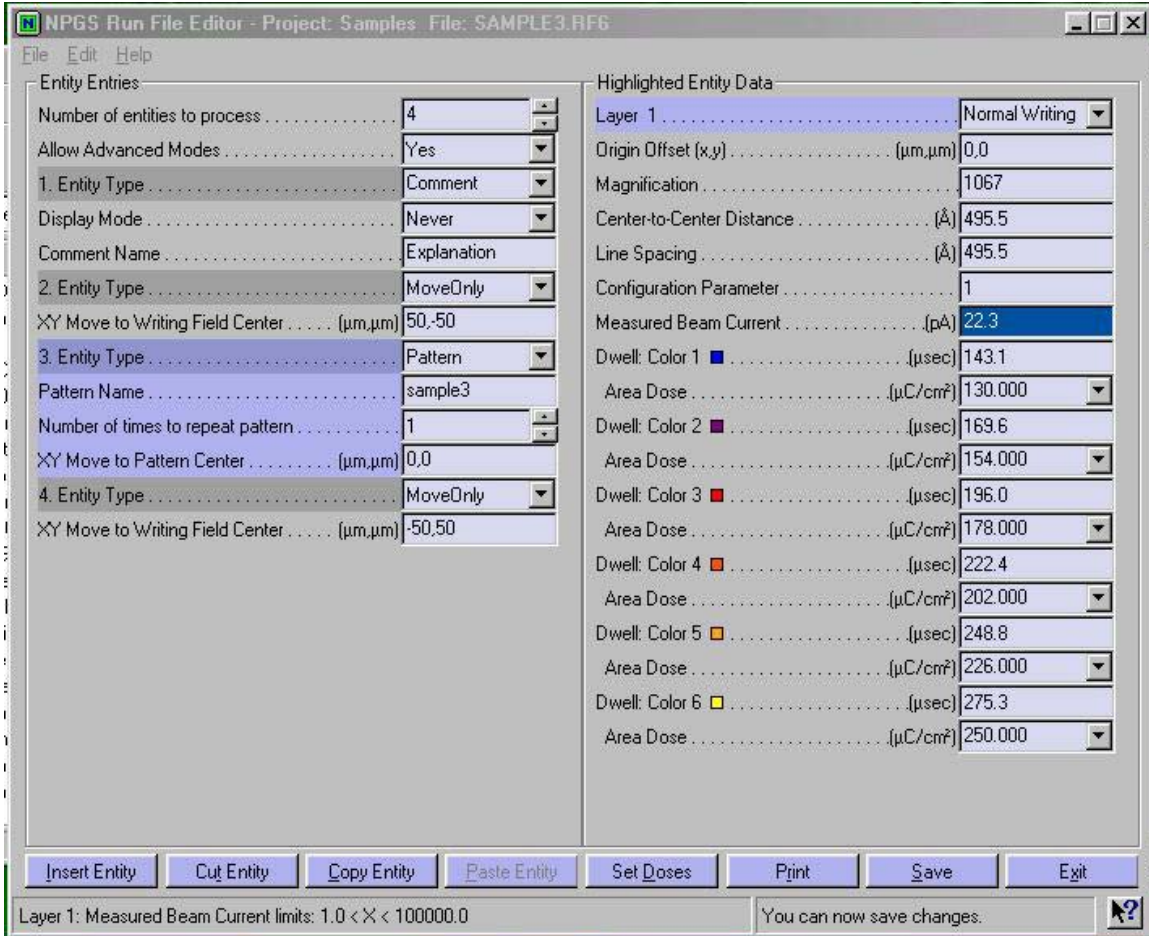 NPGS Run File Editor - Project: Samples File: SAMPLE3.RF6
File Edit Help
Entity Entries
Number of entities to process . . . . . . . . . . . . . 4
Allow Advanced Modes . . . . . . . . . . . . . . . . . Yes
1. Entity Type . . . . . . . . . . . . . . . . . . . . . . . . Comment
Display Mode . . . . . . . . . . . . . . . . . . . . . . . Never
Comment Name . . . . . . . . . . . . . . . . . . . . . . Explanation
2. Entity Type . . . . . . . . . . . . . . . . . . . . . . . . MoveOnly
XY Move to Writing Field Center . . . . . (µm,µm) 50,-50
3. Entity Type . . . . . . . . . . . . . . . . . . . . . . . . Pattern
Pattern Name . . . . . . . . . . . . . . . . . . . . . . . sample3
Number of times to repeat pattern . . . . . . . . . . . 1
XY Move to Pattern Center . . . . . . . . . (µm,µm) 0,0
4. Entity Type . . . . . . . . . . . . . . . . . . . . . . . . MoveOnly
XY Move to Writing Field Center . . . . . (µm,µm) -50,50
Highlighted Entity Data
Layer 1 . . . . . . . . . . . . . . . . . . . . . . . . . . . . Normal Writing
Origin Offset (x,y) . . . . . . . . . . . . . . . (µm,µm) 0,0
Magnification . . . . . . . . . . . . . . . . . . . . . . . . 1067
Center-to-Center Distance . . . . . . . . . . . . . (Å) 495.5
Line Spacing . . . . . . . . . . . . . . . . . . . . . . (Å) 495.5
Configuration Parameter . . . . . . . . . . . . . . . . 1
Measured Beam Current . . . . . . . . . . . . . . (pA) 22.3
Dwell: Color 1 . . . . . . . . . . . . . . . . . . (µsec) 143.1
Area Dose . . . . . . . . . . . . . . . . . . . (µC/cm²) 130.000
Dwell: Color 2 . . . . . . . . . . . . . . . . . . (µsec) 169.6
Area Dose . . . . . . . . . . . . . . . . . . . (µC/cm²) 154.000
Dwell: Color 3 . . . . . . . . . . . . . . . . . . (µsec) 196.0
Area Dose . . . . . . . . . . . . . . . . . . . (µC/cm²) 178.000
Dwell: Color 4 . . . . . . . . . . . . . . . . . . (µsec) 222.4
Area Dose . . . . . . . . . . . . . . . . . . . (µC/cm²) 202.000
Dwell: Color 5 . . . . . . . . . . . . . . . . . . (µsec) 248.8
Area Dose . . . . . . . . . . . . . . . . . . . (µC/cm²) 226.000
Dwell: Color 6 . . . . . . . . . . . . . . . . . . (µsec) 275.3
Area Dose . . . . . . . . . . . . . . . . . . . (µC/cm²) 250.000
Insert Entity Cut Entity Copy Entity Paste Entity Set Doses Print Save Exit
Layer 1: Measured Beam Current limits: 1.0 < X < 100000.0 You can now save changes.